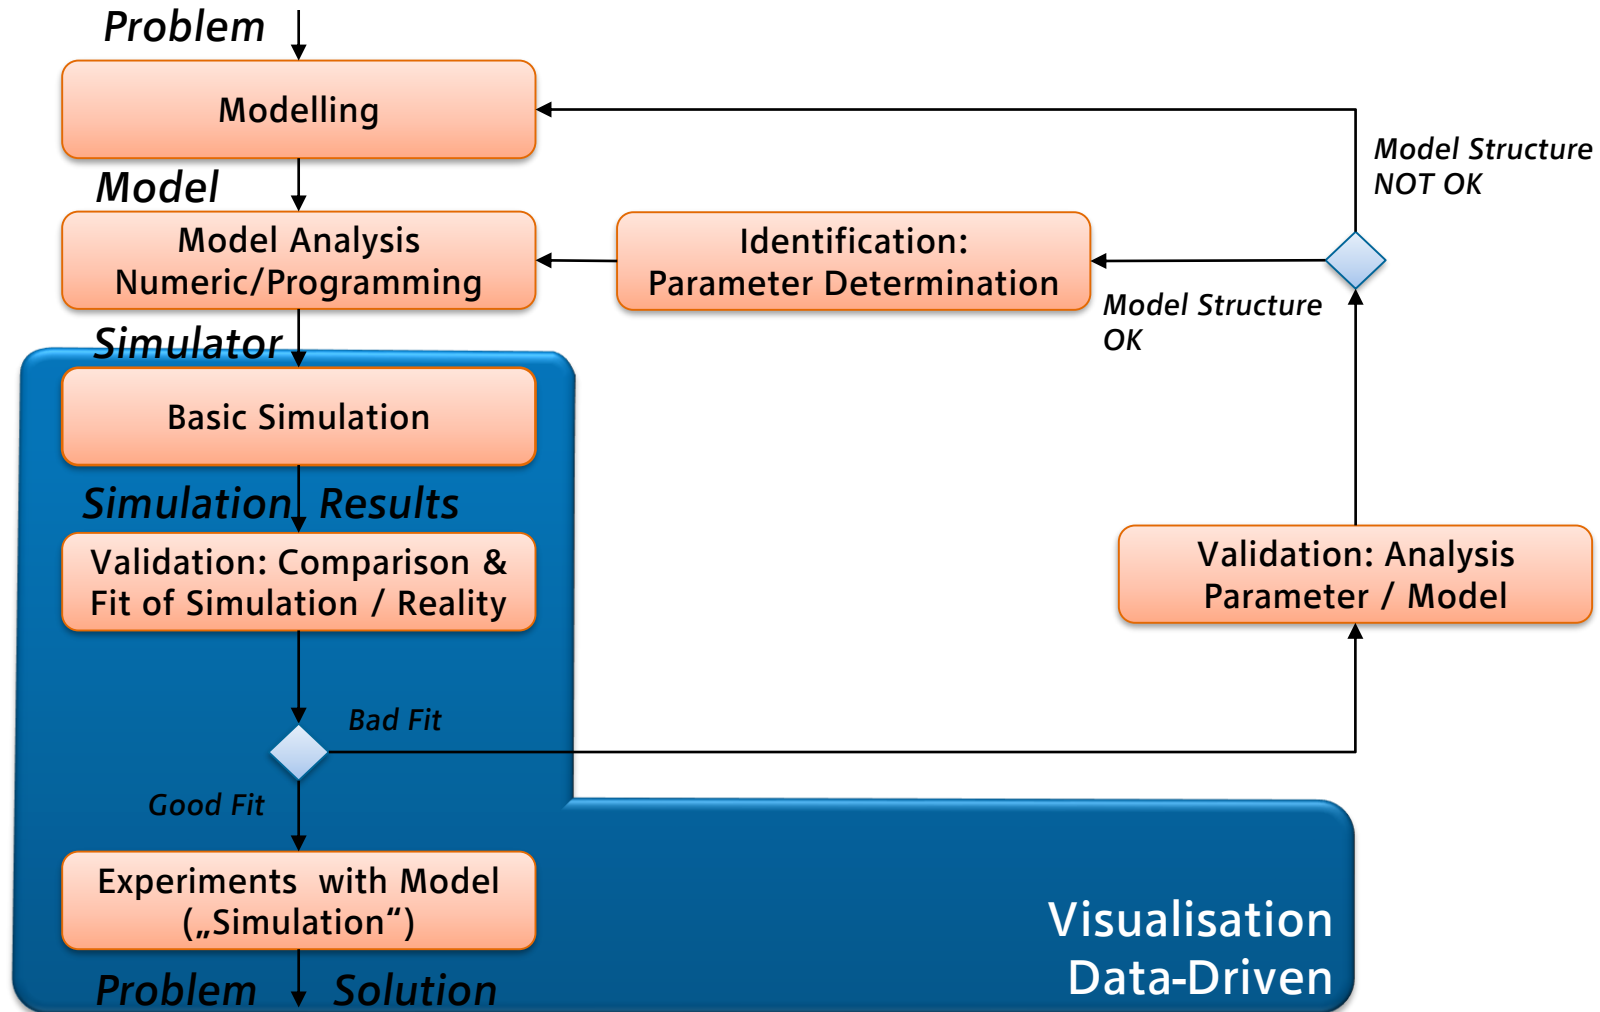 Problem
Modelling
Model Structure
NOT OK
Model
Model Analysis
Numeric/Programming
Identification:
Parameter Determination
Model Structure
OK
Simulator
Basic Simulation
Simulation Results
Validation: Comparison &
Fit of Simulation / Reality
Validation: Analysis
Parameter / Model
Bad Fit
Good Fit
Experiments with Model
(„Simulation“)
Visualisation
Data-Driven
Problem Solution